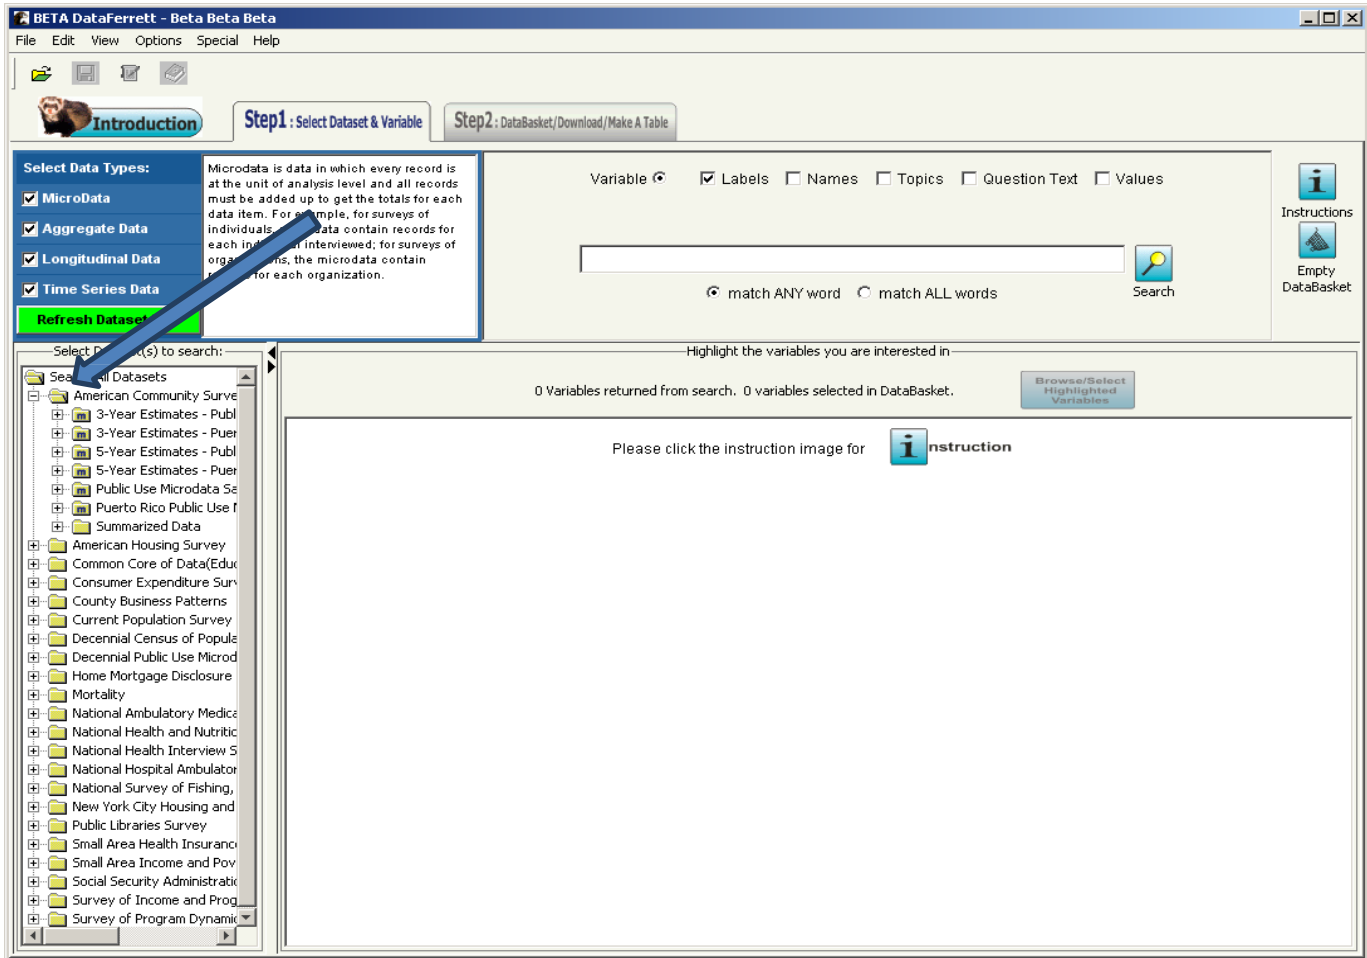 BETA DataFerrett - Beta Beta Beta
File Edit View Options Special Help
Introduction
Step1 : Select Dataset & Variable
Step2 : DataBasket/Download/Make A Table
Select Data Types:
MicroData
Aggregate Data
Longitudinal Data
Time Series Data
Refresh Dataset
Microdata is data in which every record is
at the unit of analysis level and all records
must be added up to get the totals for each
data item. For example, for surveys of
individuals, data contain records for
each interviewed; for surveys of
the microdata contain
for each organization.
Variable Labels Names Topics Question Text Values
match ANY word match ALL words
Search
Instructions
Empty
DataBasket
Select (s) to search:
All Datasets
American Community Surve
3-Year Estimates - Publ
3-Year Estimates - Puer
5-Year Estimates - Publ
5-Year Estimates - Puer
Public Use Microdata Sa
Puerto Rico Public Use
Summarized Data
American Housing Survey
Common Core of Data(Edu
Consumer Expenditure Sur
County Business Patterns
Current Population Survey
Decennial Census of Popula
Decennial Public Use Microd
Home Mortgage Disclosure
Mortality
National Ambulatory Medica
National Health and Nutritio
National Health Interview S
National Hospital Ambulator
National Survey of Fishing,
New York City Housing and
Public Libraries Survey
Small Area Health Insuranc
Small Area Income and Pov
Social Security Administratio
Survey of Income and Prog
Survey of Program Dynamic
Highlight the variables you are interested in
0 Variables returned from search. 0 variables selected in DataBasket.
Browse/Select
Highlighted
Variables
Please click the instruction image for instruction